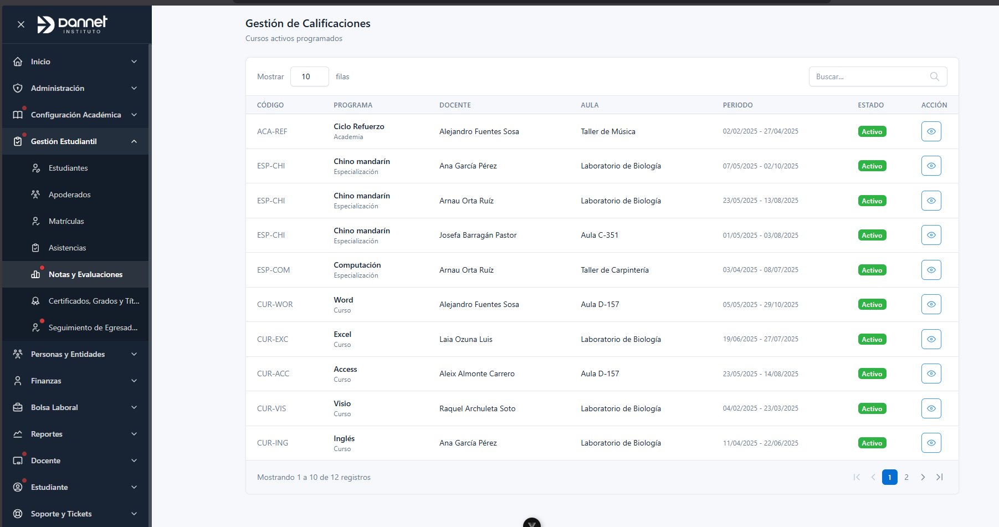 Dannet
INSTITUTO
Inicio
Administración
Configuración Académica
Gestión Estudiantil
Estudiantes
Apoderados
Matrículas
Asistencias
Notas y Evaluaciones
Certificados, Grados y Tít...
Seguimiento de Egresad...
Personas y Entidades
Finanzas
Bolsa Laboral
Reportes
Docente
Estudiante
Soporte y Tickets
Gestión de Calificaciones
Cursos activos programados
Mostrar 10 filas
Buscar...
CÓDIGO PROGRAMA DOCENTE AULA PERIODO ESTADO ACCIÓN
ACA-REF Ciclo Refuerzo Alejandro Fuentes Sosa Taller de Música 02/02/2025 - 27/04/2025 Activo
Academia
ESP-CHI Chino mandarín Ana García Pérez Laboratorio de Biología 07/05/2025 - 02/10/2025 Activo
Especialización
ESP-CHI Chino mandarín Arnau Orta Ruíz Laboratorio de Biología 23/05/2025 - 13/08/2025 Activo
Especialización
ESP-CHI Chino mandarín Josefa Barragán Pastor Aula C-351 01/05/2025 - 03/08/2025 Activo
Especialización
ESP-COM Computación Arnau Orta Ruíz Taller de Carpintería 03/04/2025 - 08/07/2025 Activo
Especialización
CUR-WOR Word Alejandro Fuentes Sosa Aula D-157 05/05/2025 - 29/10/2025 Activo
Curso
CUR-EXC Excel Laia Ozuna Luis Laboratorio de Biología 19/06/2025 - 27/07/2025 Activo
Curso
CUR-ACC Access Aleix Almonte Carrero Aula D-157 23/05/2025 - 14/08/2025 Activo
Curso
CUR-VIS Visio Raquel Archuleta Soto Laboratorio de Biología 04/02/2025 - 23/03/2025 Activo
Curso
CUR-ING Inglés Ana García Pérez Laboratorio de Biología 11/04/2025 - 22/06/2025 Activo
Curso
Mostrando 1 a 10 de 12 registros
1 2